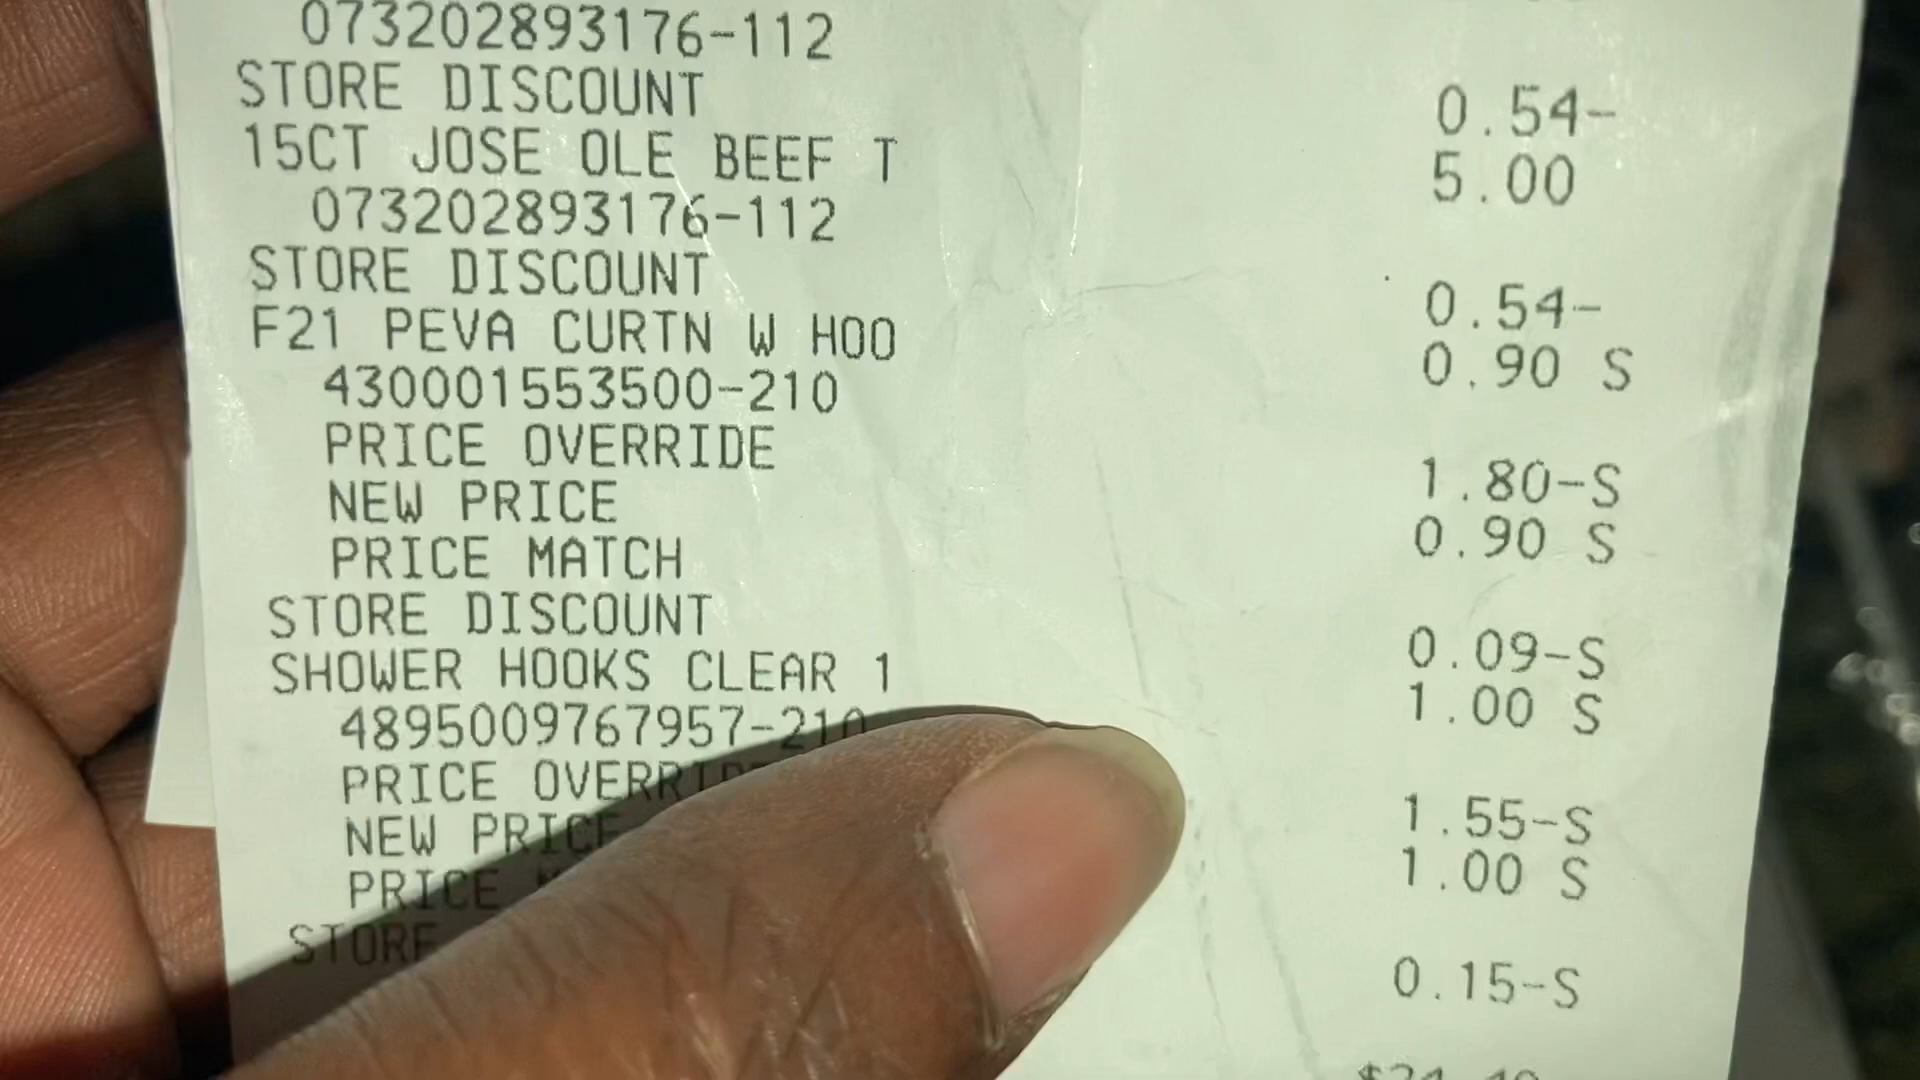 073202893176-112
STORE DISCOUNT 0.54-
15CT JOSE OLE BEEF T 5.00
073202893176-112
STORE DISCOUNT 0.54-
F21 PEVA CURTN W HOO 0.90 S
430001553500-210
PRICE OVERRIDE 1.80-S
NEW PRICE 0.90 S
PRICE MATCH
STORE DISCOUNT 0.09-S
SHOWER HOOKS CLEAR 1 1.00 S
4895009767957-210
PRICE 1.55-S
NEW PRICE 1.00 S
PRICE
STORE 0.15-S